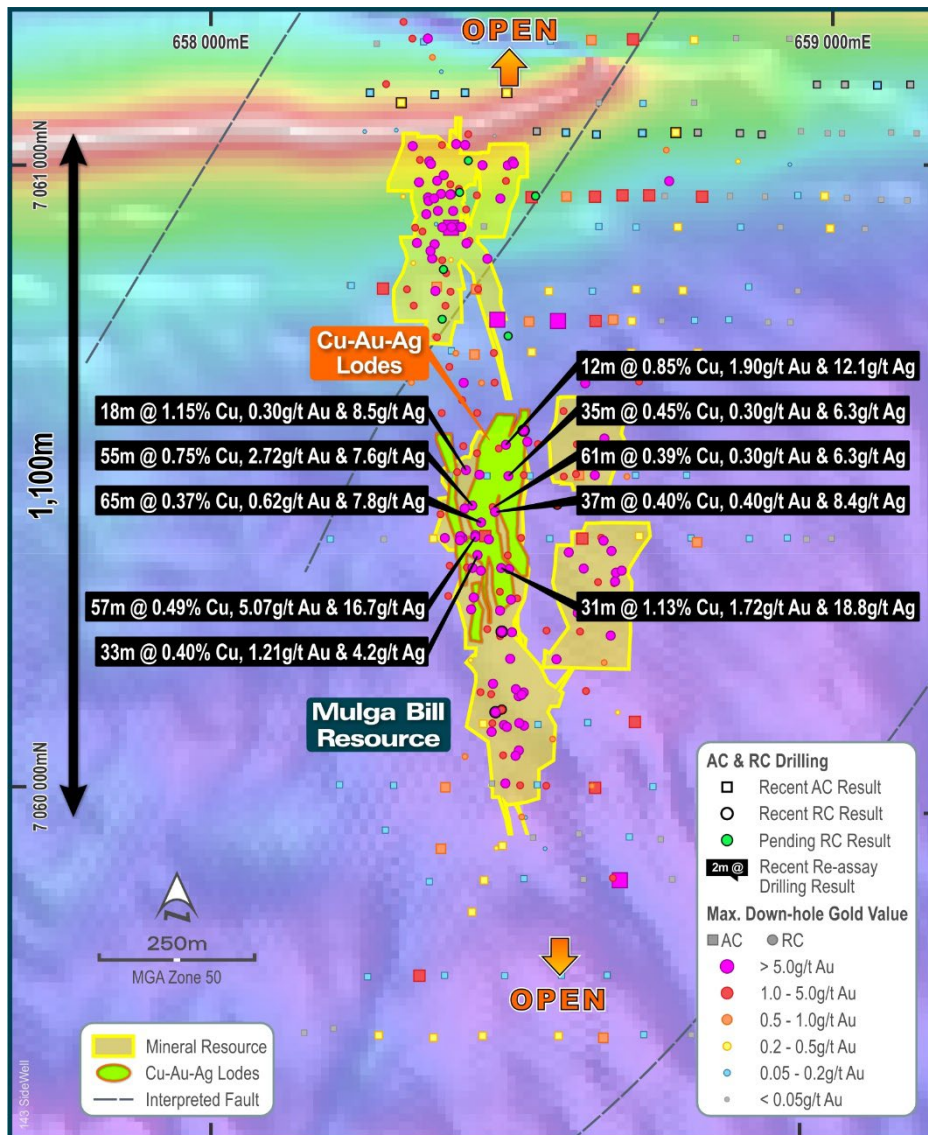 658 000mE
OPEN
659 000mE
7 061 000mN
1,100m
Cu-Au-Ag
Lodes
12m @ 0.85% Cu, 1.90g/t Au & 12.1g/t Ag
18m @ 1.15% Cu, 0.30g/t Au & 8.5g/t Ag
35m @ 0.45% Cu, 0.30g/t Au & 6.3g/t Ag
55m @ 0.75% Cu, 2.72g/t Au & 7.6g/t Ag
61m @ 0.39% Cu, 0.30g/t Au & 6.3g/t Ag
65m @ 0.37% Cu, 0.62g/t Au & 7.8g/t Ag
37m @ 0.40% Cu, 0.40g/t Au & 8.4g/t Ag
57m @ 0.49% Cu, 5.07g/t Au & 16.7g/t Ag
31m @ 1.13% Cu, 1.72g/t Au & 18.8g/t Ag
33m @ 0.40% Cu, 1.21g/t Au & 4.2g/t Ag
Mulga Bill
Resource
7 060 000mN
N
250m
MGA Zone 50
OPEN
AC & RC Drilling
Recent AC Result
Recent RC Result
Pending RC Result
2m @
Recent Re-assay
Drilling Result
Max. Down-hole Gold Value
AC
RC
> 5.0g/t Au
1.0 - 5.0g/t Au
0.5 - 1.0g/t Au
0.2 - 0.5g/t Au
0.05 - 0.2g/t Au
< 0.05g/t Au
Mineral Resource
Cu-Au-Ag Lodes
Interpreted Fault
143 SideWell